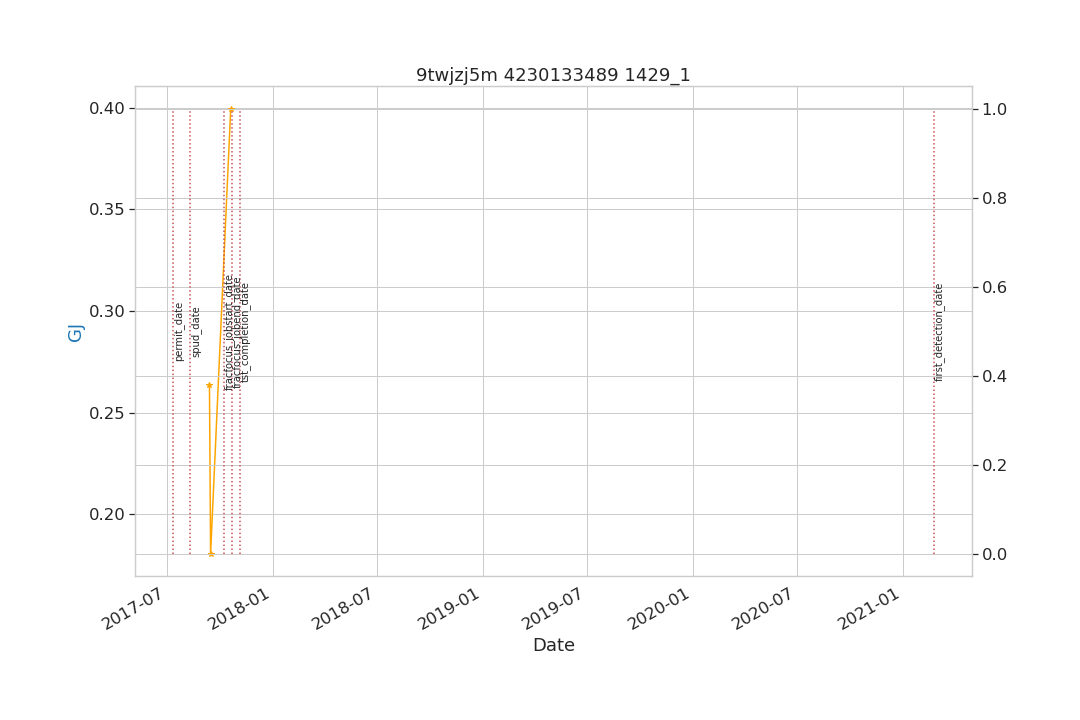 9twjzj5m 4230133489 1429_1
0.40
0.35
0.30
0.25
0.20
GJ
1.0
0.8
0.6
0.4
0.2
0.0
permit_date
spud_date
fracfocus_jobstart_date
fracfocus_jobend_date
tst_completion_date
first_detection_date
2017-07
2018-01
2018-07
2019-01
2019-07
2020-01
2020-07
2021-01
Date